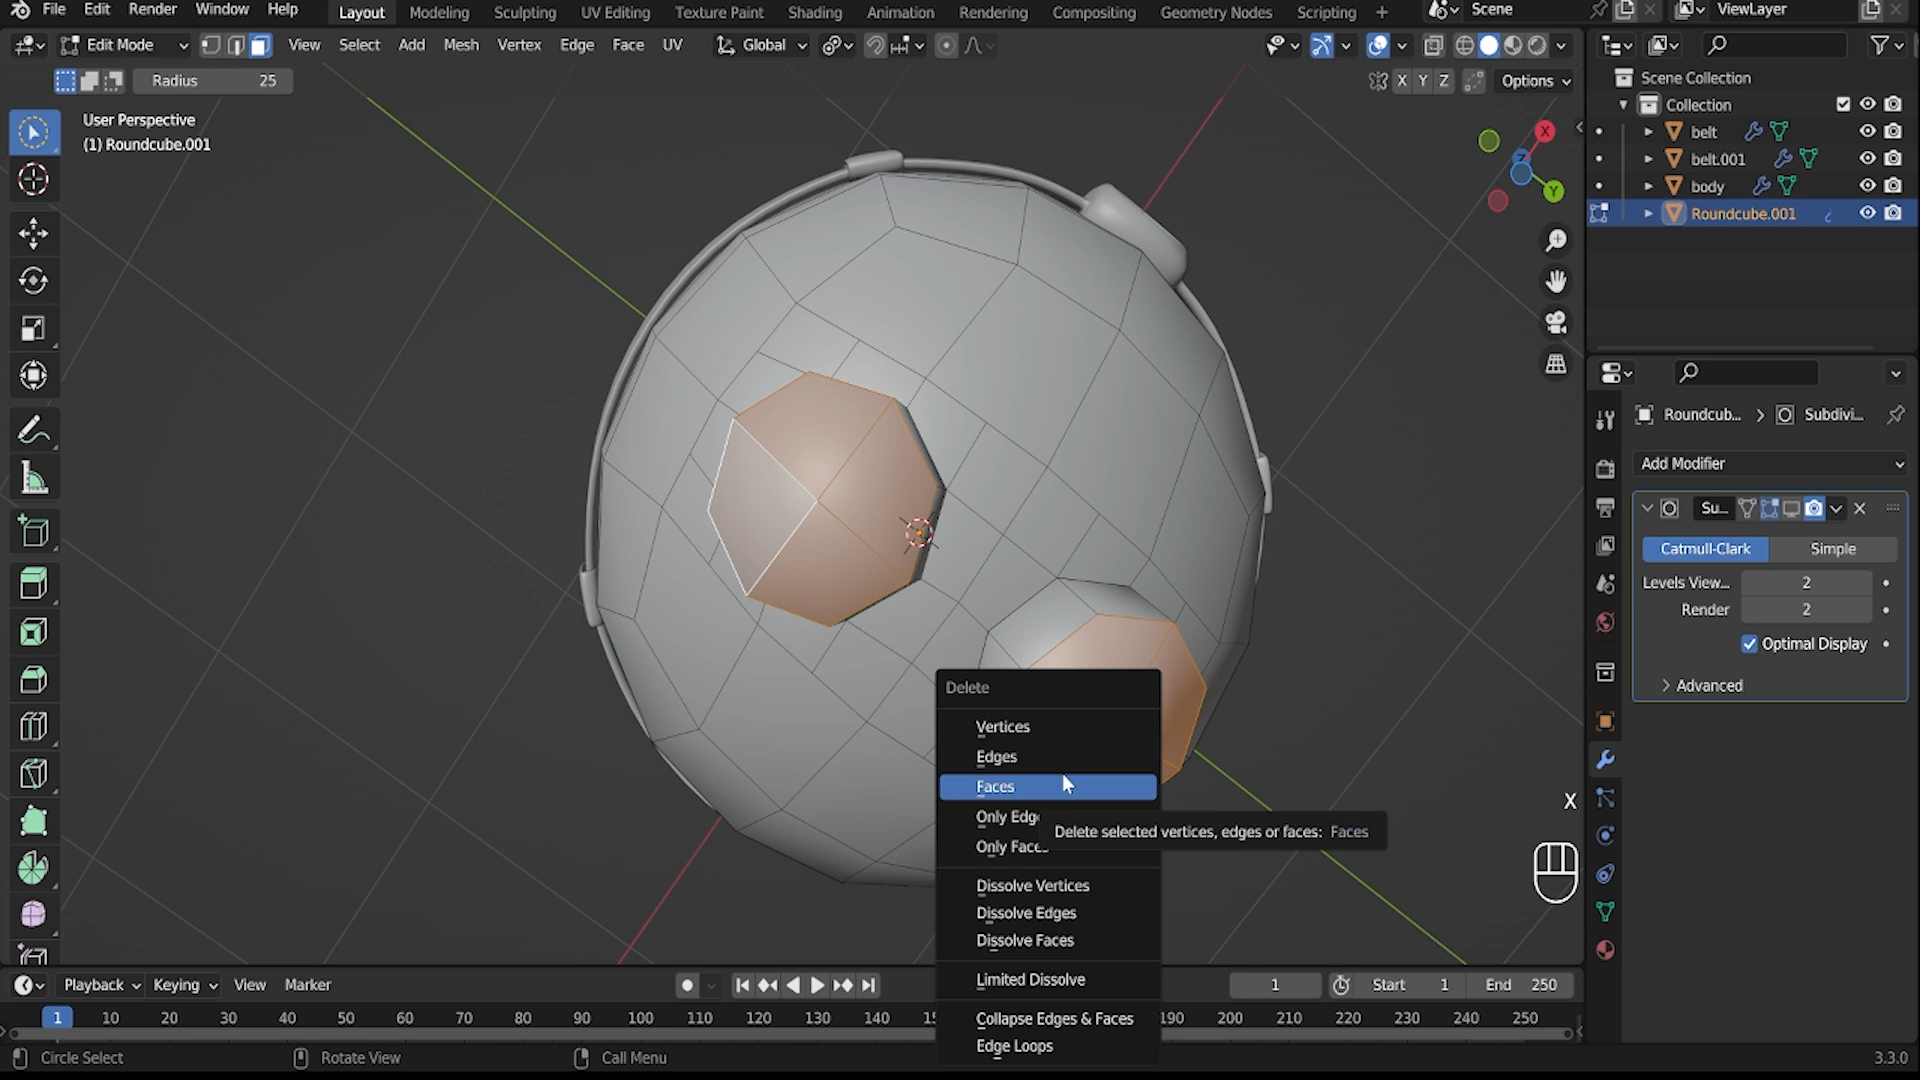 File Edit Render Window Help Layout Modeling Sculpting UV Editing Texture Paint Shading Animation Rendering Compositing Geometry Nodes Scripting + Scene ViewLayer
Edit Mode View Select Add Mesh Vertex Edge Face UV Global
Radius 25 X Y Z Options
User Perspective
(1) Roundcube.001
Scene Collection
Collection
belt
belt.001
body
Roundcube.001
X
Y
Z
Roundcub... > Subdivi...
Add Modifier
Su...
Catmull-Clark Simple
Levels View... 2
Render 2
Optimal Display
Advanced
Delete
Vertices
Edges
Faces
Only Edg
Only Faces
Delete selected vertices, edges or faces: Faces
Dissolve Vertices
Dissolve Edges
Dissolve Faces
Limited Dissolve
Collapse Edges & Faces
Edge Loops
X
Playback Keying View Marker 1 Start 1 End 250
1 10 20 30 40 50 60 70 80 90 100 110 120 130 140 190 200 210 220 230 240 250
Circle Select Rotate View Call Menu 3.3.0